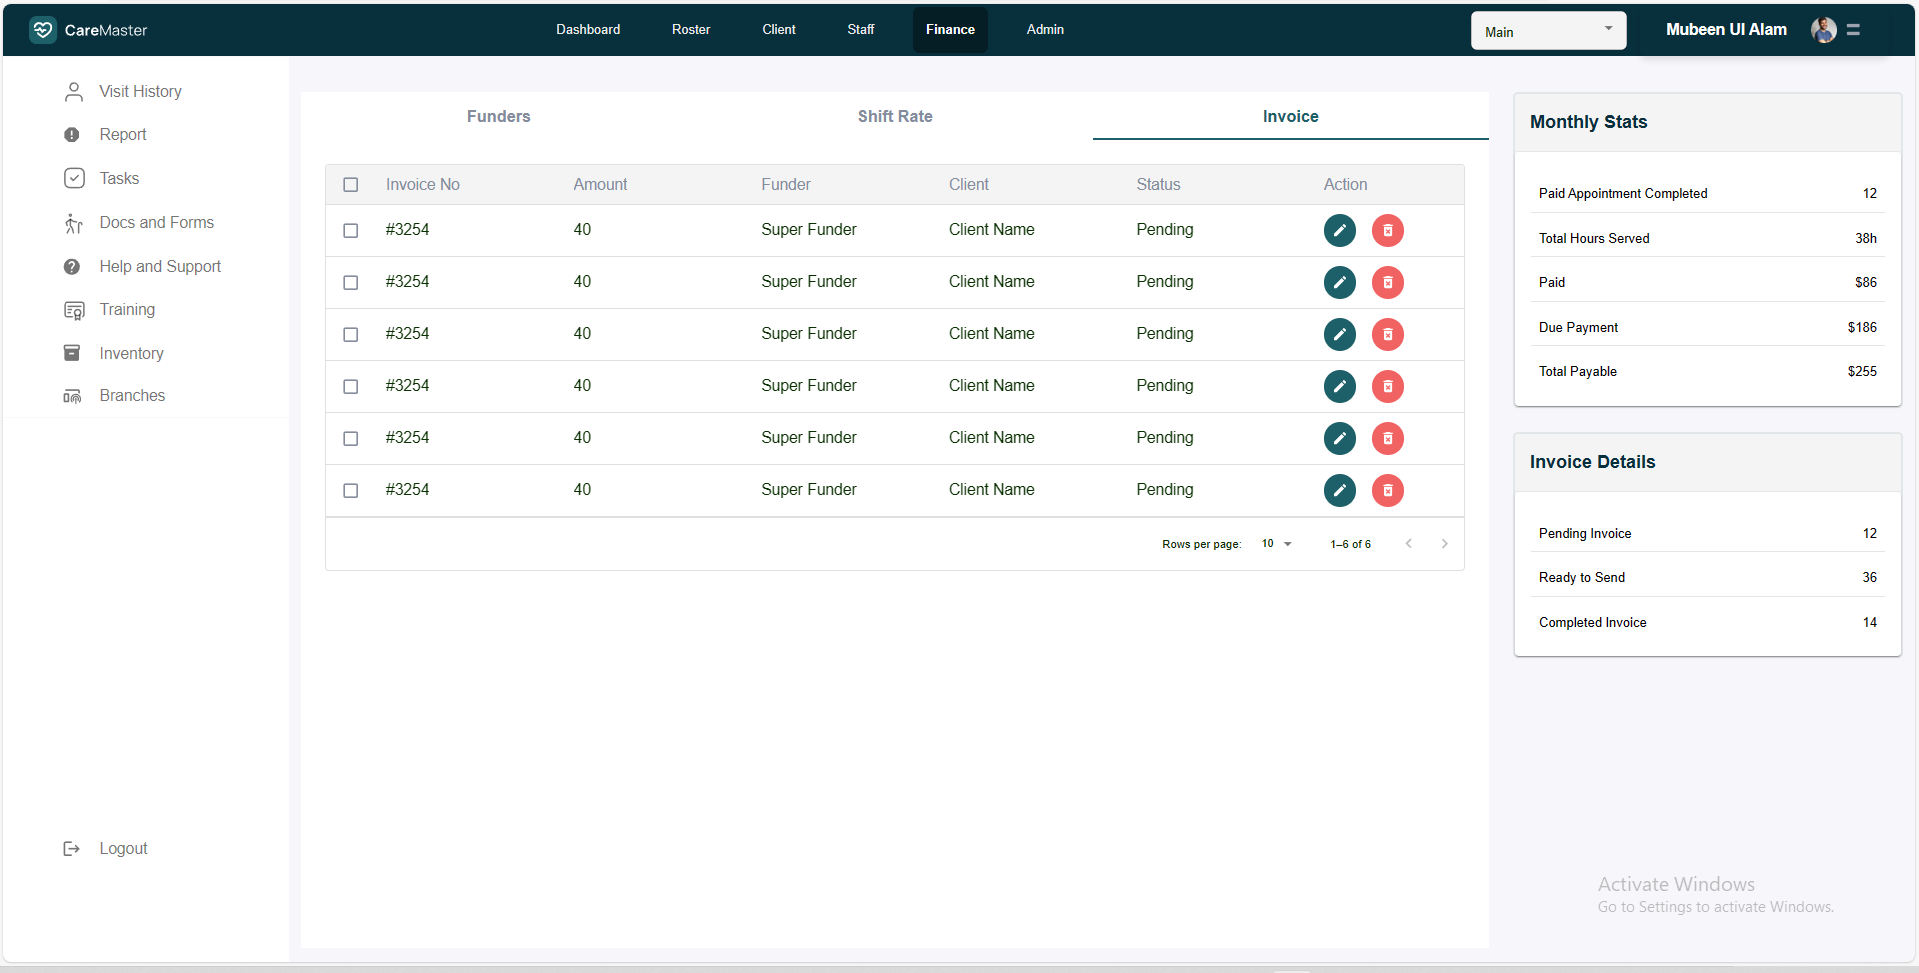 CareMaster
Dashboard Roster Client Staff Finance Admin
Main
Mubeen Ul Alam
Visit History
Report
Tasks
Docs and Forms
Help and Support
Training
Inventory
Branches
Logout
Funders Shift Rate Invoice
Invoice No Amount Funder Client Status Action
#3254 40 Super Funder Client Name Pending
#3254 40 Super Funder Client Name Pending
#3254 40 Super Funder Client Name Pending
#3254 40 Super Funder Client Name Pending
#3254 40 Super Funder Client Name Pending
#3254 40 Super Funder Client Name Pending
Rows per page: 10 1–6 of 6
Monthly Stats
Paid Appointment Completed 12
Total Hours Served 38h
Paid $86
Due Payment $186
Total Payable $255
Invoice Details
Pending Invoice 12
Ready to Send 36
Completed Invoice 14
Activate Windows
Go to Settings to activate Windows.